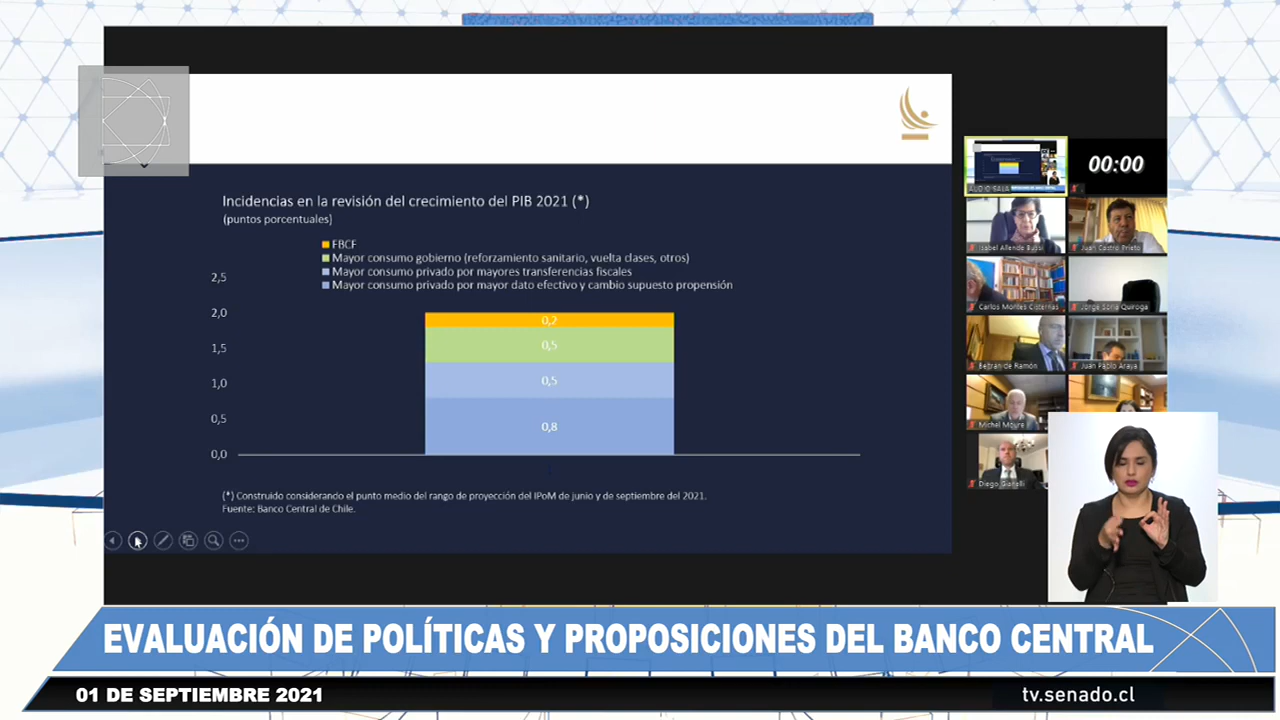 Incidencias en la revisión del crecimiento del PIB 2021 (*)
(puntos porcentuales)
FBCF
Mayor consumo gobierno (reforzamiento sanitario, vuelta clases, otros)
Mayor consumo privado por mayores transferencias fiscales
Mayor consumo privado por mayor dato efectivo y cambio supuesto propensión
2,5
2,0
1,5
1,0
0,5
0,0
0,2
0,5
0,5
0,8
(*) Construido considerando el punto medio del rango de proyección del IPoM de junio y de septiembre del 2021.
Fuente: Banco Central de Chile.
AUDIO SALA
00:00
Isabel Allende Bussi
Juan Castro Prieto
Carlos Montes Cisternas
Jorge Soria Quiroga
Beltrán de Ramón
Juan Pablo Araya
Michel Moure
Diego Gianelli
EVALUACIÓN DE POLÍTICAS Y PROPOSICIONES DEL BANCO CENTRAL
01 DE SEPTIEMBRE 2021
tv.senado.cl